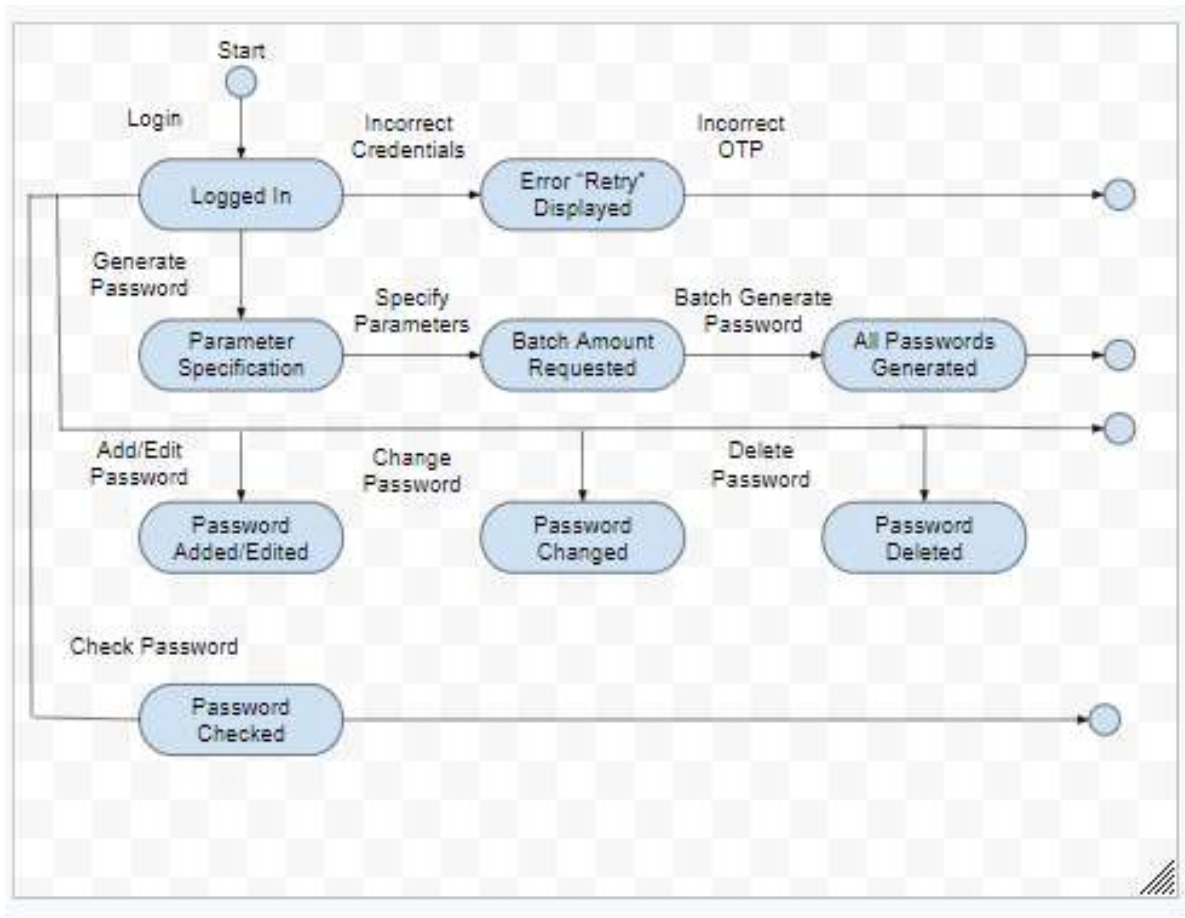 Start
Login
Incorrect
Credentials
Incorrect
OTP
Logged In
Error “Retry”
Displayed
Generate
Password
Specify
Parameters
Batch Generate
Password
Parameter
Specification
Batch Amount
Requested
All Passwords
Generated
Add/Edit
Password
Change
Password
Delete
Password
Password
Added/Edited
Password
Changed
Password
Deleted
Check Password
Password
Checked